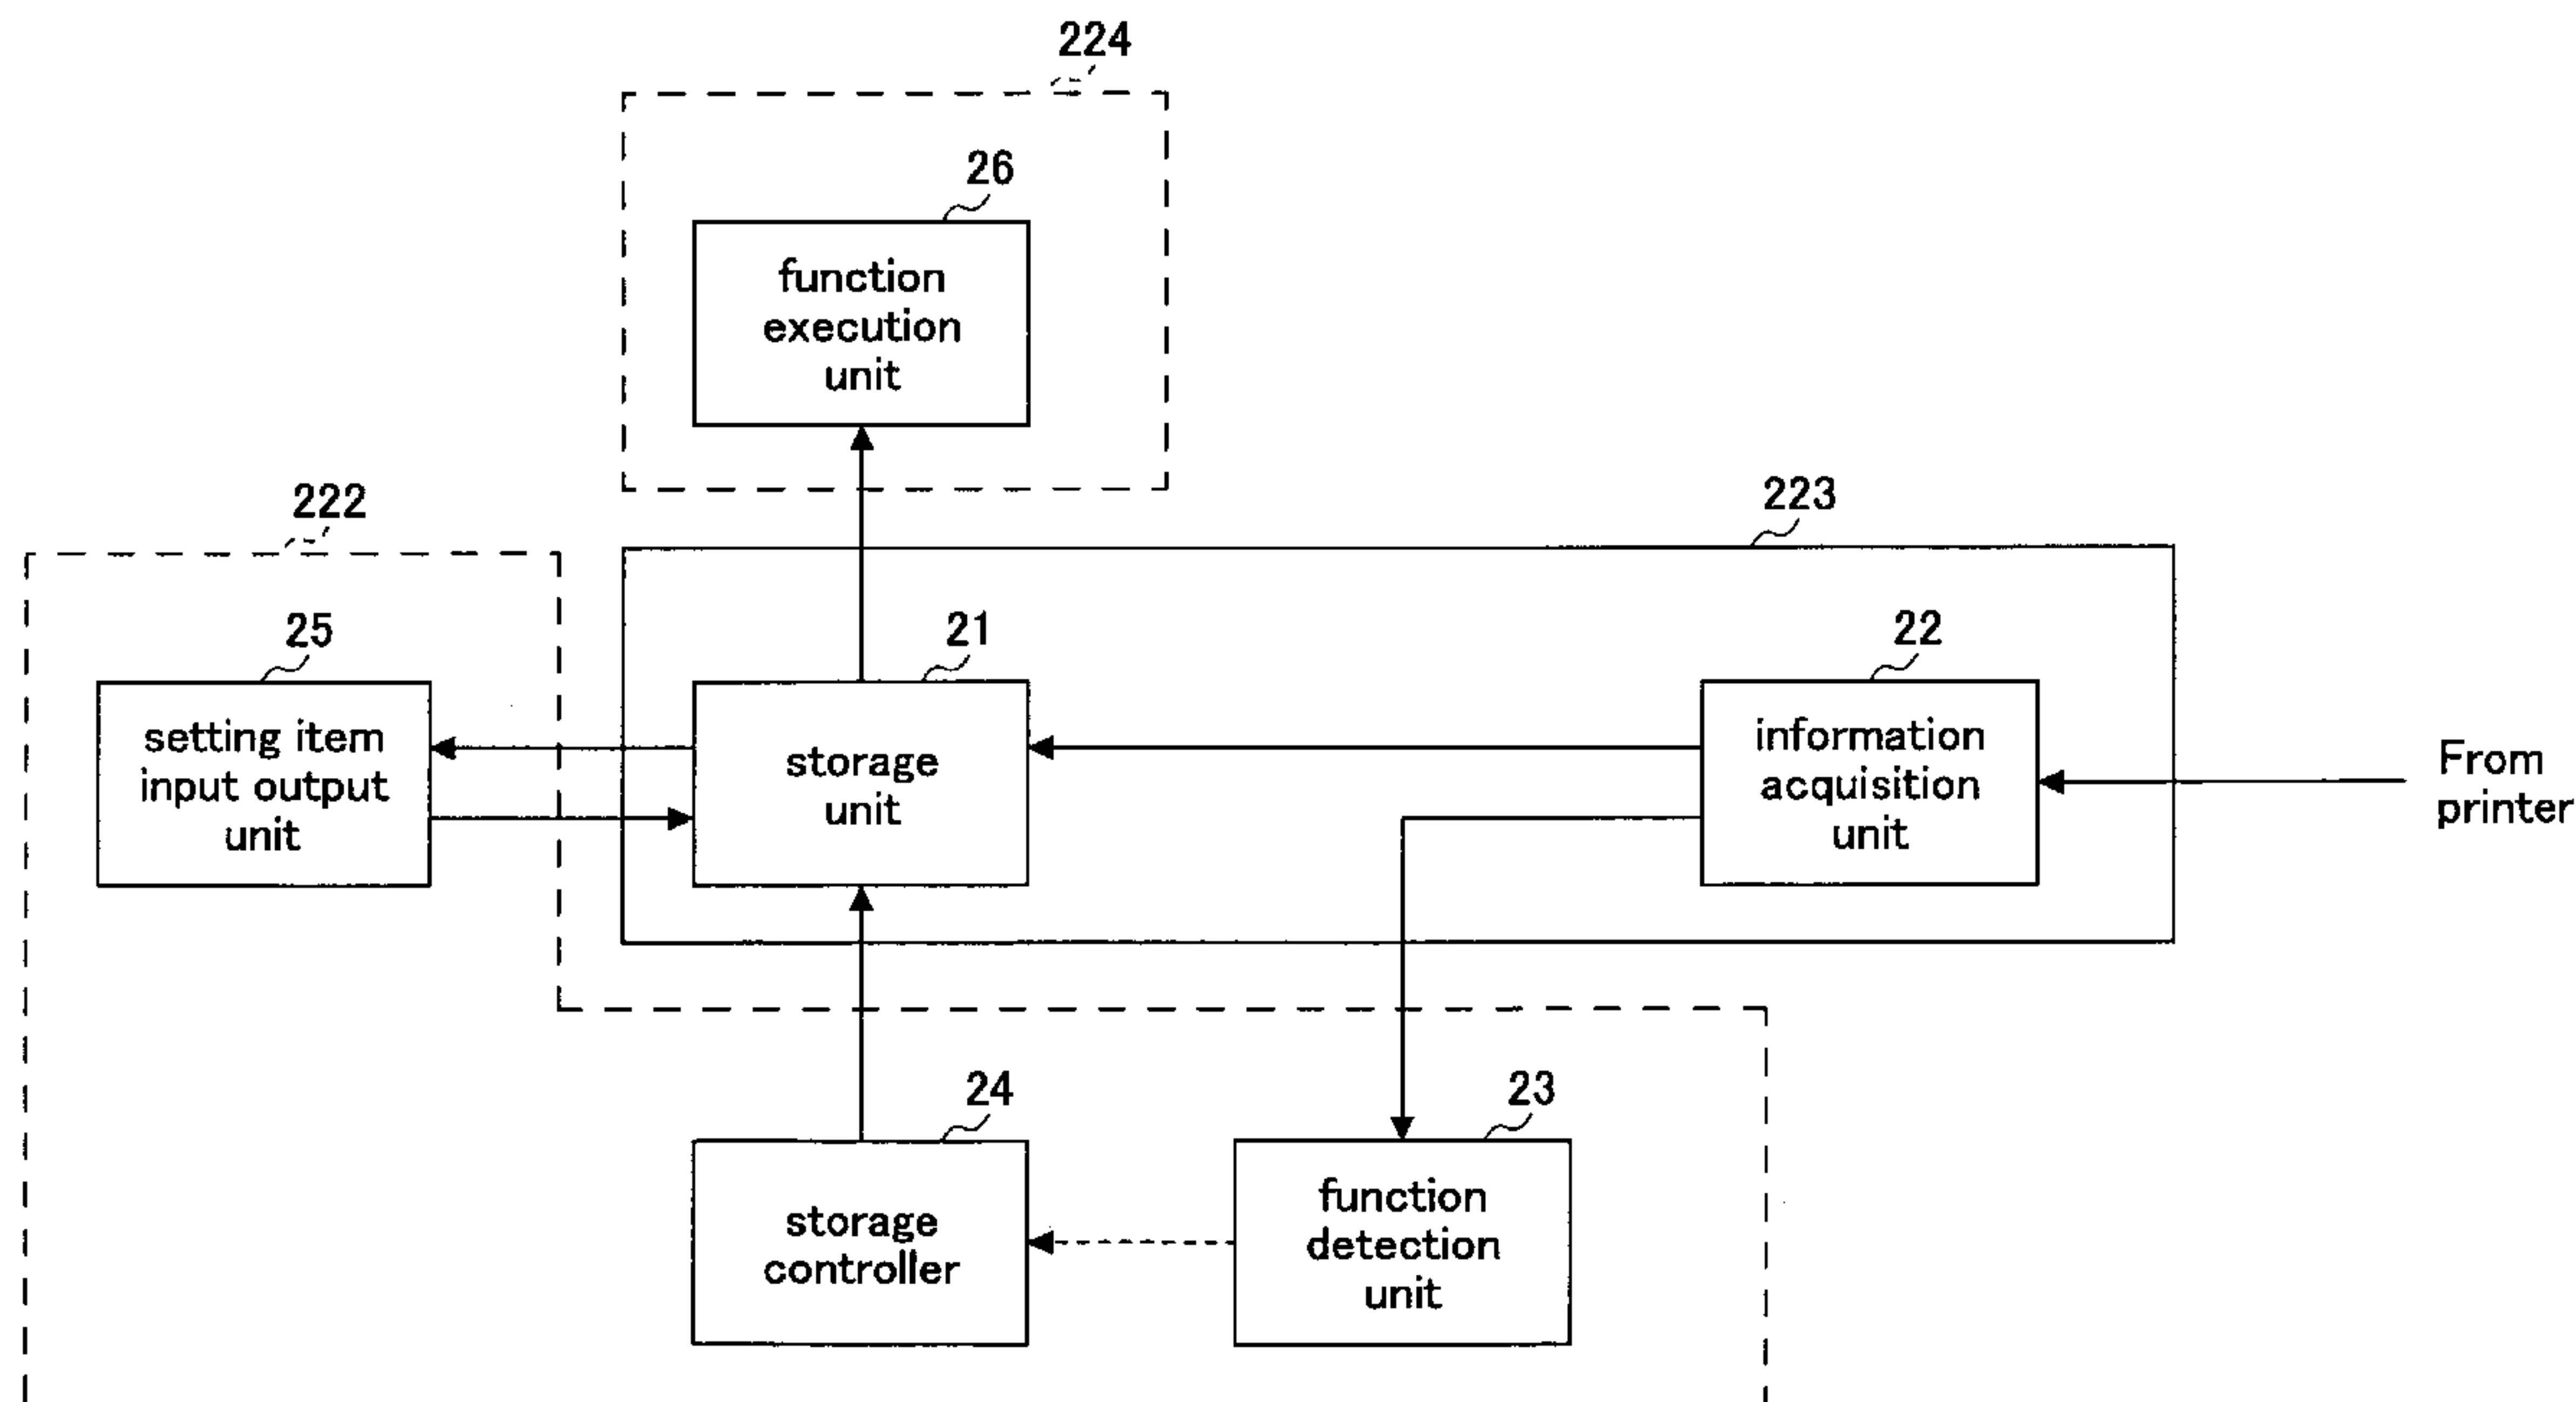 224
26
function
execution
unit
222
223
25
21
22
setting item
input output
unit
storage
unit
information
acquisition
unit
From
printer
24
23
storage
controller
function
detection
unit